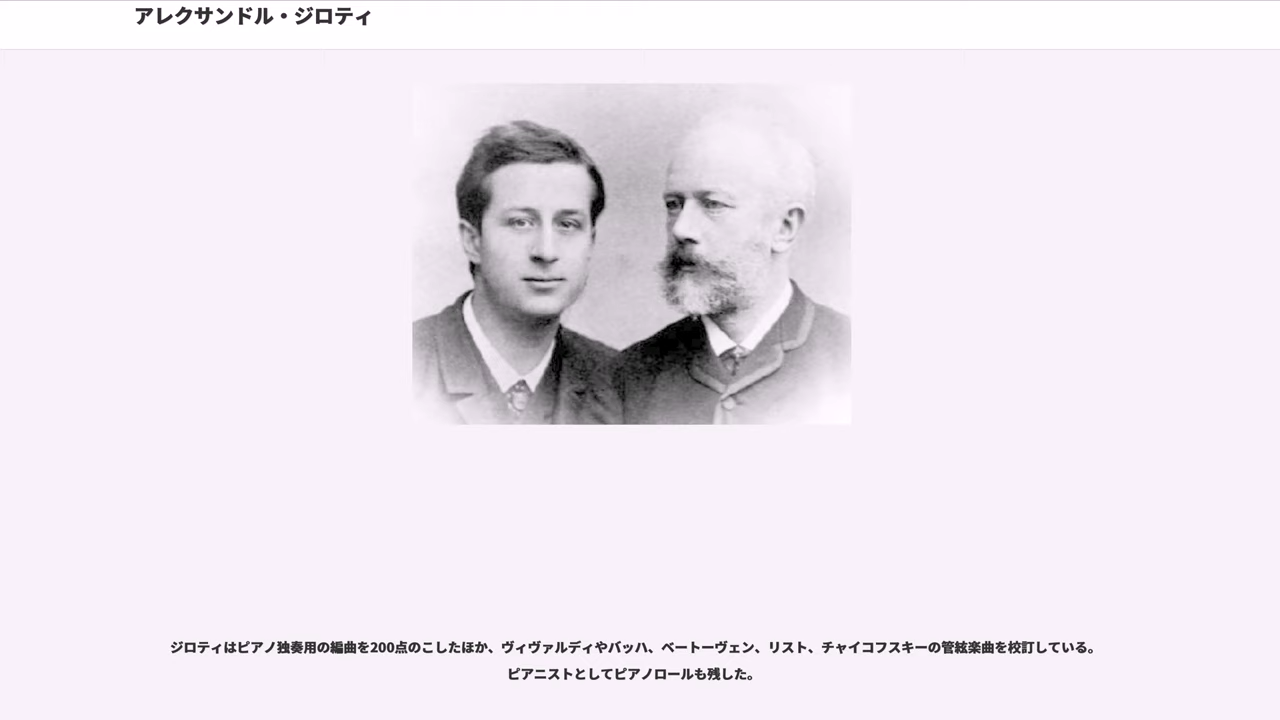 アレクサンドル・ジロティ
ジロティはピアノ独奏用の編曲を200点のこしたほか、ヴィヴァルディやバッハ、ベートーヴェン、リスト、チャイコフスキーの管絃楽曲を校訂している。
ピアニストとしてピアノロールも残した。